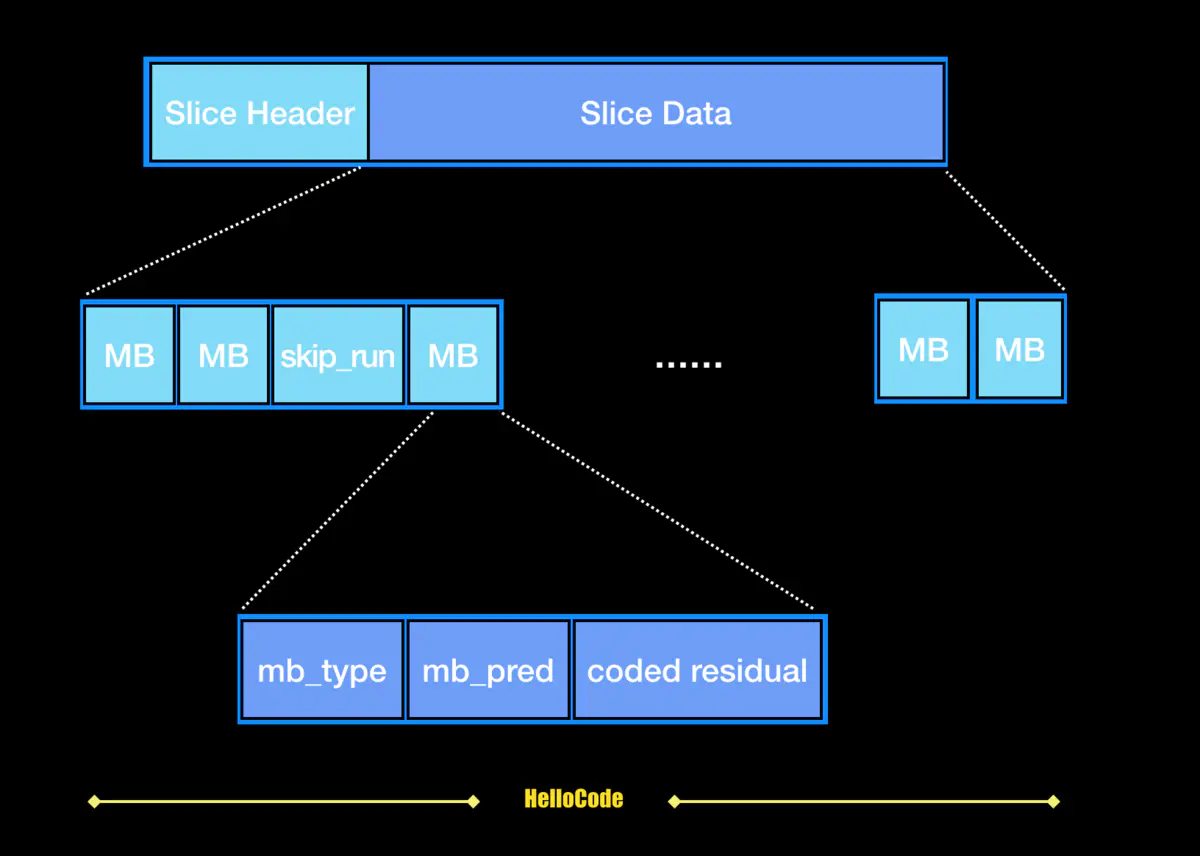 Slice Header Slice Data
MB MB skip_run MB ...... MB MB
mb_type mb_pred coded residual
HelloCode